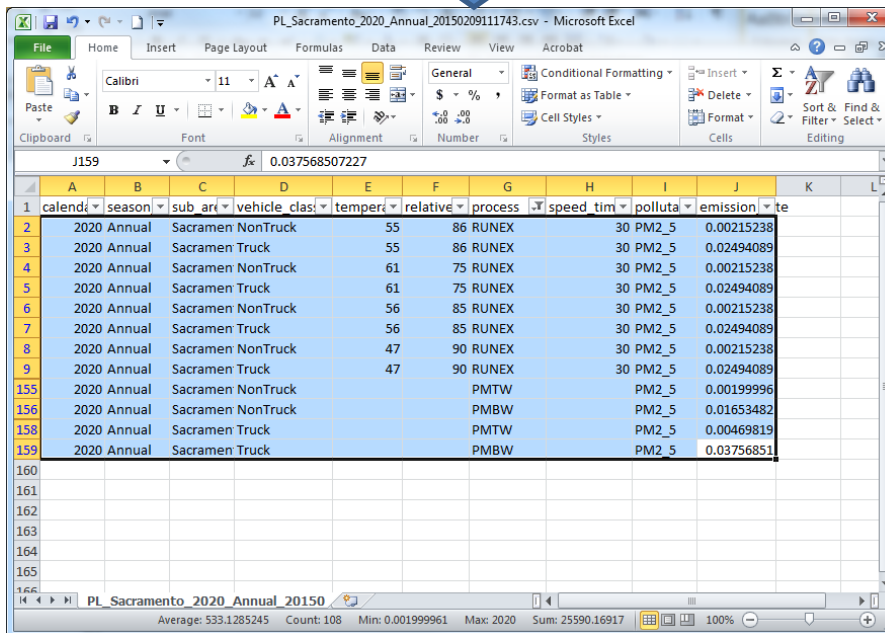 PL_Sacramento_2020_Annual_20150209111743.csv - Microsoft Excel
File Home Insert Page Layout Formulas Data Review View Acrobat
Calibri 11 A A General Conditional Formatting Insert Σ
Paste B I U A $ % , Format as Table Delete Sort & Find &
Cell Styles Format Filter Select
Clipboard Font Alignment Number Styles Cells Editing
J159 fx 0.037568507227
A B C D E F G H I J K L
1 calenda season sub_are vehicle_clas tempera relative process speed_tim polluta emission te
2 2020 Annual Sacramen NonTruck 55 86 RUNEX 30 PM2_5 0.00215238
3 2020 Annual Sacramen Truck 55 86 RUNEX 30 PM2_5 0.02494089
4 2020 Annual Sacramen NonTruck 61 75 RUNEX 30 PM2_5 0.00215238
5 2020 Annual Sacramen Truck 61 75 RUNEX 30 PM2_5 0.02494089
6 2020 Annual Sacramen NonTruck 56 85 RUNEX 30 PM2_5 0.00215238
7 2020 Annual Sacramen Truck 56 85 RUNEX 30 PM2_5 0.02494089
8 2020 Annual Sacramen NonTruck 47 90 RUNEX 30 PM2_5 0.00215238
9 2020 Annual Sacramen Truck 47 90 RUNEX 30 PM2_5 0.02494089
155 2020 Annual Sacramen NonTruck PMTW PM2_5 0.00199996
156 2020 Annual Sacramen NonTruck PMBW PM2_5 0.01653482
158 2020 Annual Sacramen Truck PMTW PM2_5 0.00469819
159 2020 Annual Sacramen Truck PMBW PM2_5 0.03756851
160
161
162
163
164
165
166
PL_Sacramento_2020_Annual_20150
Average: 533.1285245 Count: 108 Min: 0.001999961 Max: 2020 Sum: 25590.16917 100%